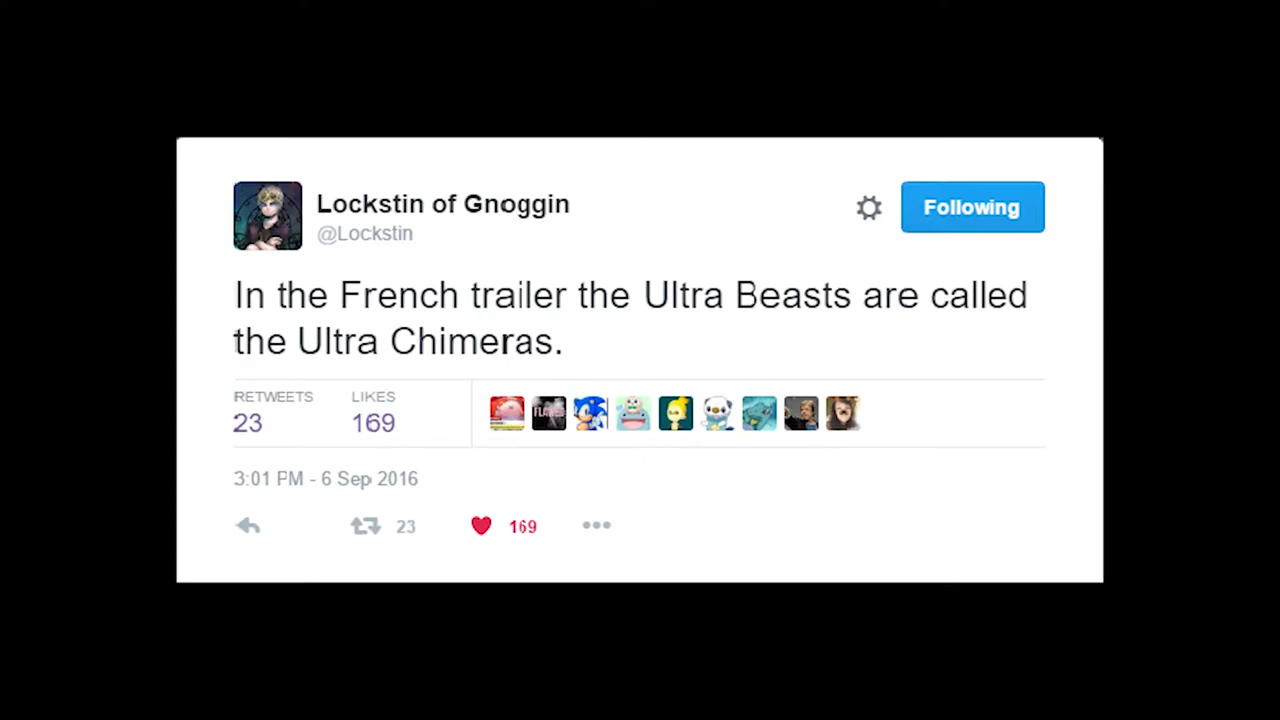 Lockstin of Gnoggin
@Lockstin
Following
In the French trailer the Ultra Beasts are called
the Ultra Chimeras.
RETWEETS LIKES
23 169
FLAWED
3:01 PM - 6 Sep 2016
23 169